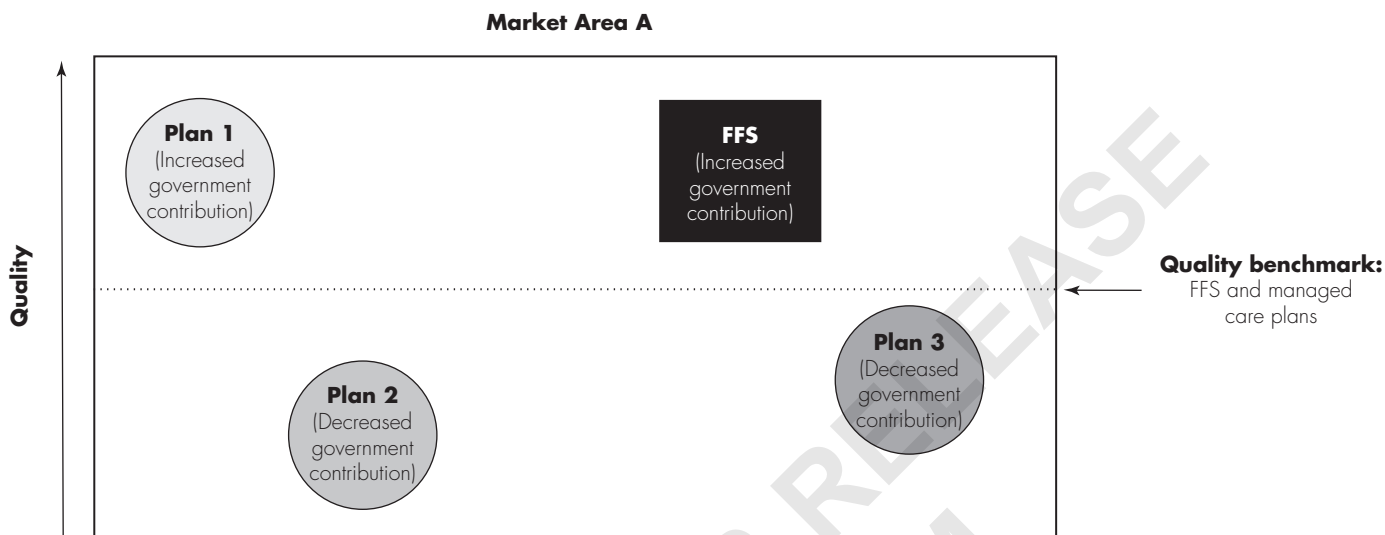 Market Area A
Plan 1
(Increased
government
contribution)
FFS
(Increased
government
contribution)
Quality
Quality benchmark:
FFS and managed
care plans
Plan 3
(Decreased
government
contribution)
Plan 2
(Decreased
government
contribution)
RELEASE